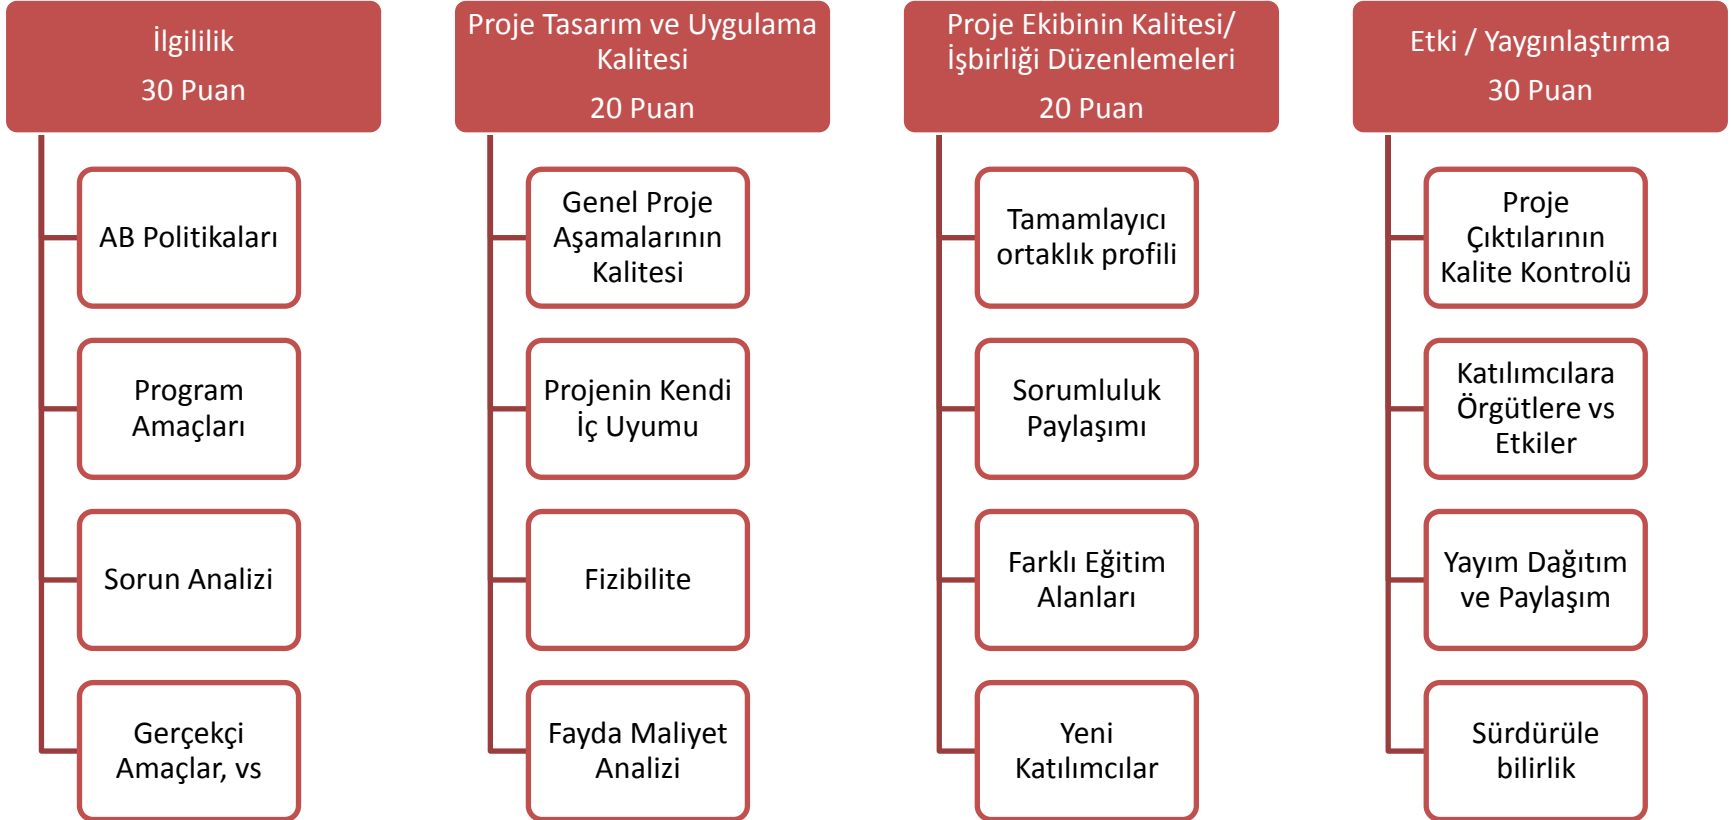 İlgililik
30 Puan
AB Politikaları
Program
Amaçları
Sorun Analizi
Gerçekçi
Amaçlar, vs
Proje Tasarım ve Uygulama
Kalitesi
20 Puan
Genel Proje
Aşamalarının
Kalitesi
Projenin Kendi
İç Uyumu
Fizibilite
Fayda Maliyet
Analizi
Proje Ekibinin Kalitesi/
İşbirliği Düzenlemeleri
20 Puan
Tamamlayıcı
ortaklık profili
Sorumluluk
Paylaşımı
Farklı Eğitim
Alanları
Yeni
Katılımcılar
Etki / Yaygınlaştırma
30 Puan
Proje
Çıktılarının
Kalite Kontrolü
Katılımcılara
Örgütlere vs
Etkiler
Yayım Dağıtım
ve Paylaşım
Sürdürüle
bilirlik